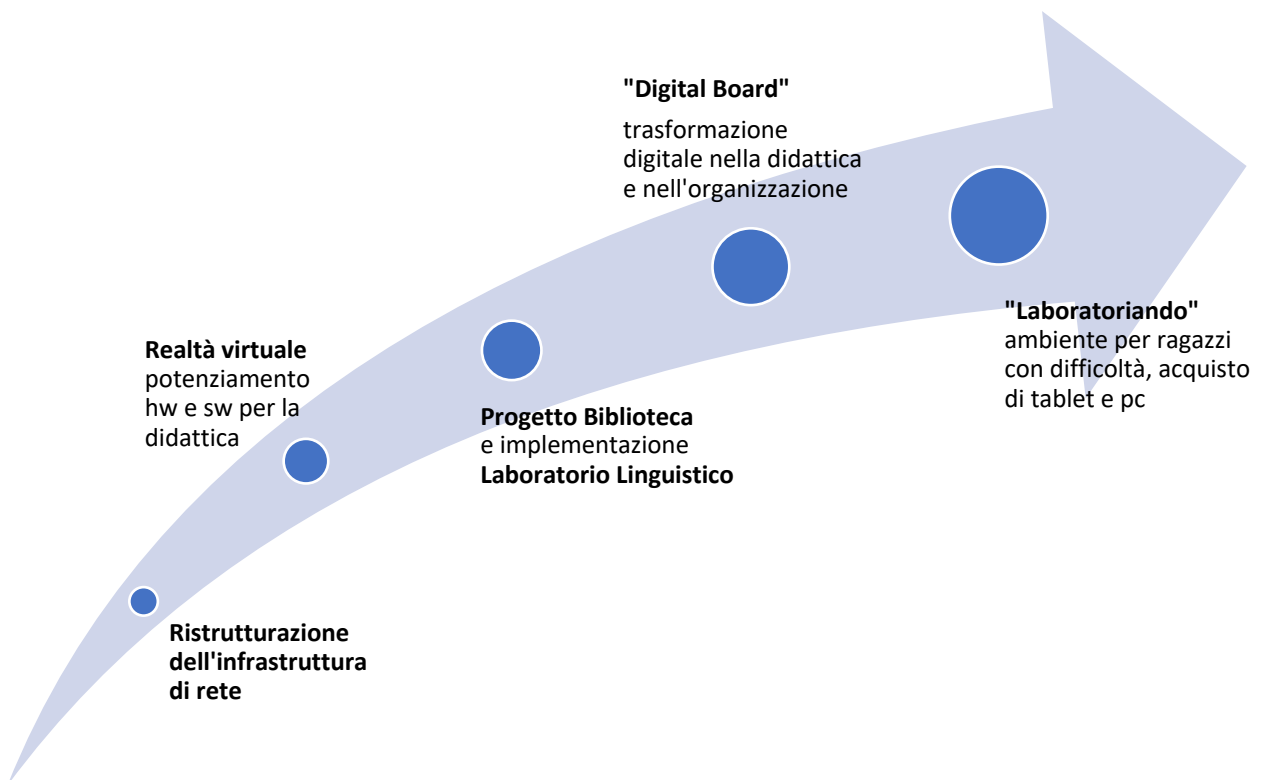 "Digital Board"
trasformazione
digitale nella didattica
e nell'organizzazione
"Laboratoriando"
ambiente per ragazzi
con difficoltà, acquisto
di tablet e pc
Realtà virtuale
potenziamento
hw e sw per la
didattica
Progetto Biblioteca
e implementazione
Laboratorio Linguistico
Ristrutturazione
dell'infrastruttura
di rete